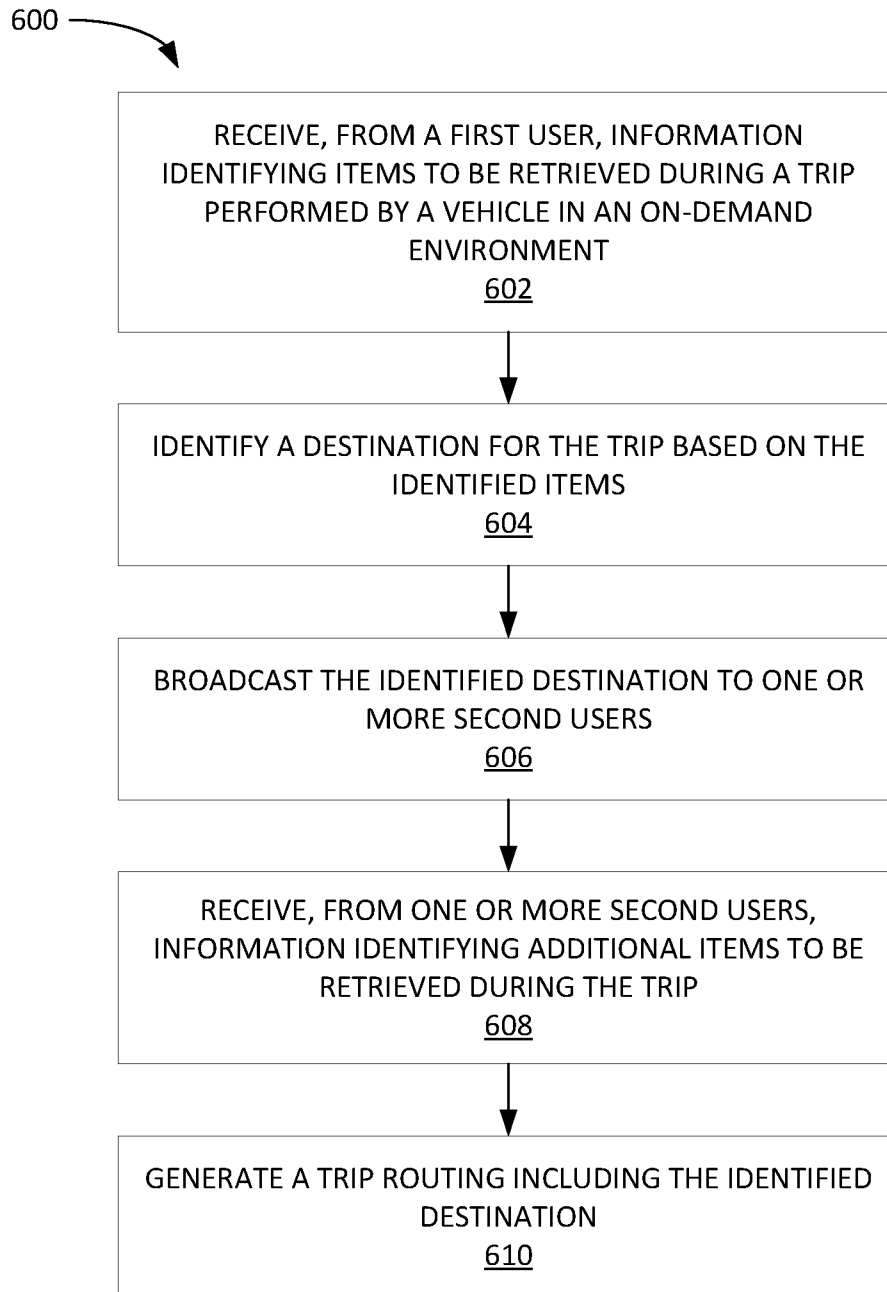 600
RECEIVE, FROM A FIRST USER, INFORMATION
IDENTIFYING ITEMS TO BE RETRIEVED DURING A TRIP
PERFORMED BY A VEHICLE IN AN ON-DEMAND
ENVIRONMENT
602
IDENTIFY A DESTINATION FOR THE TRIP BASED ON THE
IDENTIFIED ITEMS
604
BROADCAST THE IDENTIFIED DESTINATION TO ONE OR
MORE SECOND USERS
606
RECEIVE, FROM ONE OR MORE SECOND USERS,
INFORMATION IDENTIFYING ADDITIONAL ITEMS TO BE
RETRIEVED DURING THE TRIP
608
GENERATE A TRIP ROUTING INCLUDING THE IDENTIFIED
DESTINATION
610